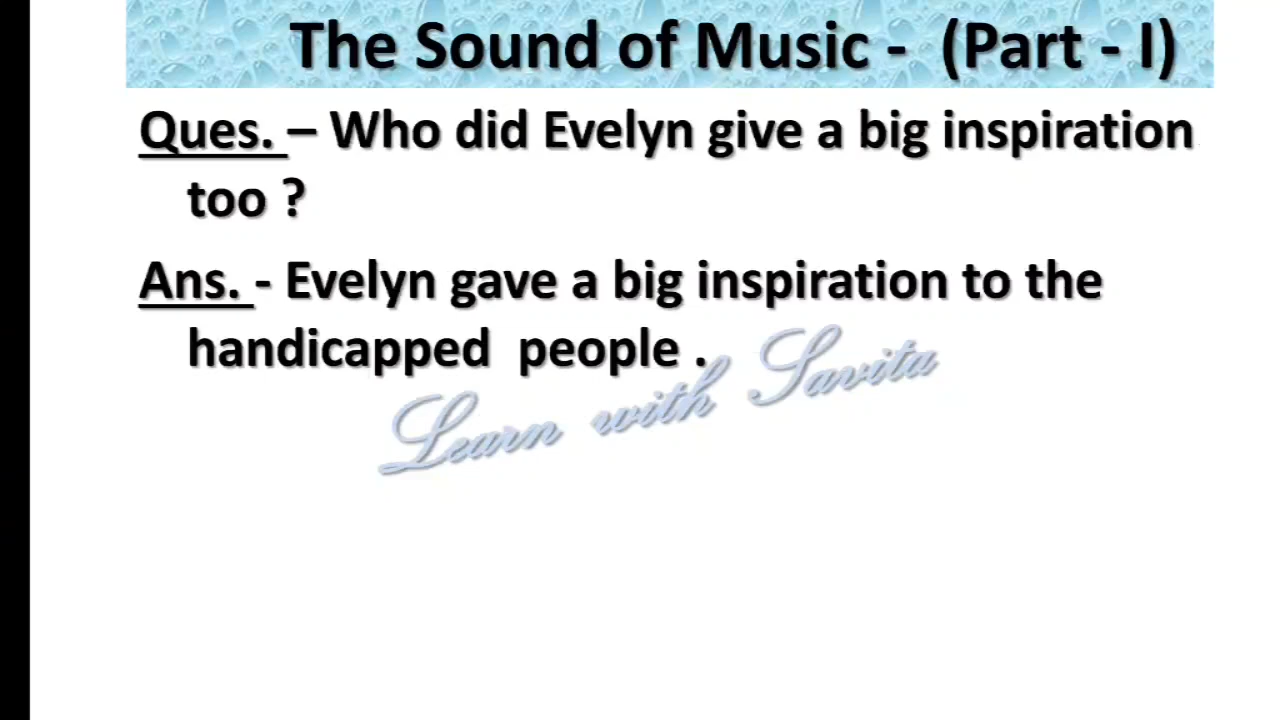 The Sound of Music - (Part - I)
Ques. – Who did Evelyn give a big inspiration
too ?
Ans. - Evelyn gave a big inspiration to the
handicapped people .
Learn with Savita